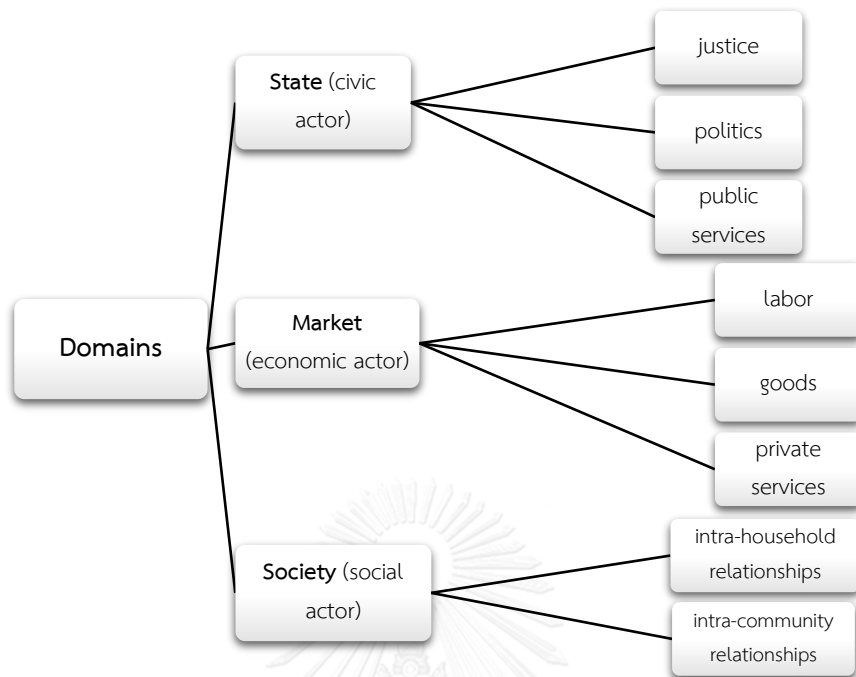 Domains
State (civic
actor)
justice
politics
public
services
Market
(economic actor)
labor
goods
private
services
Society (social
actor)
intra-household
relationships
intra-community
relationships